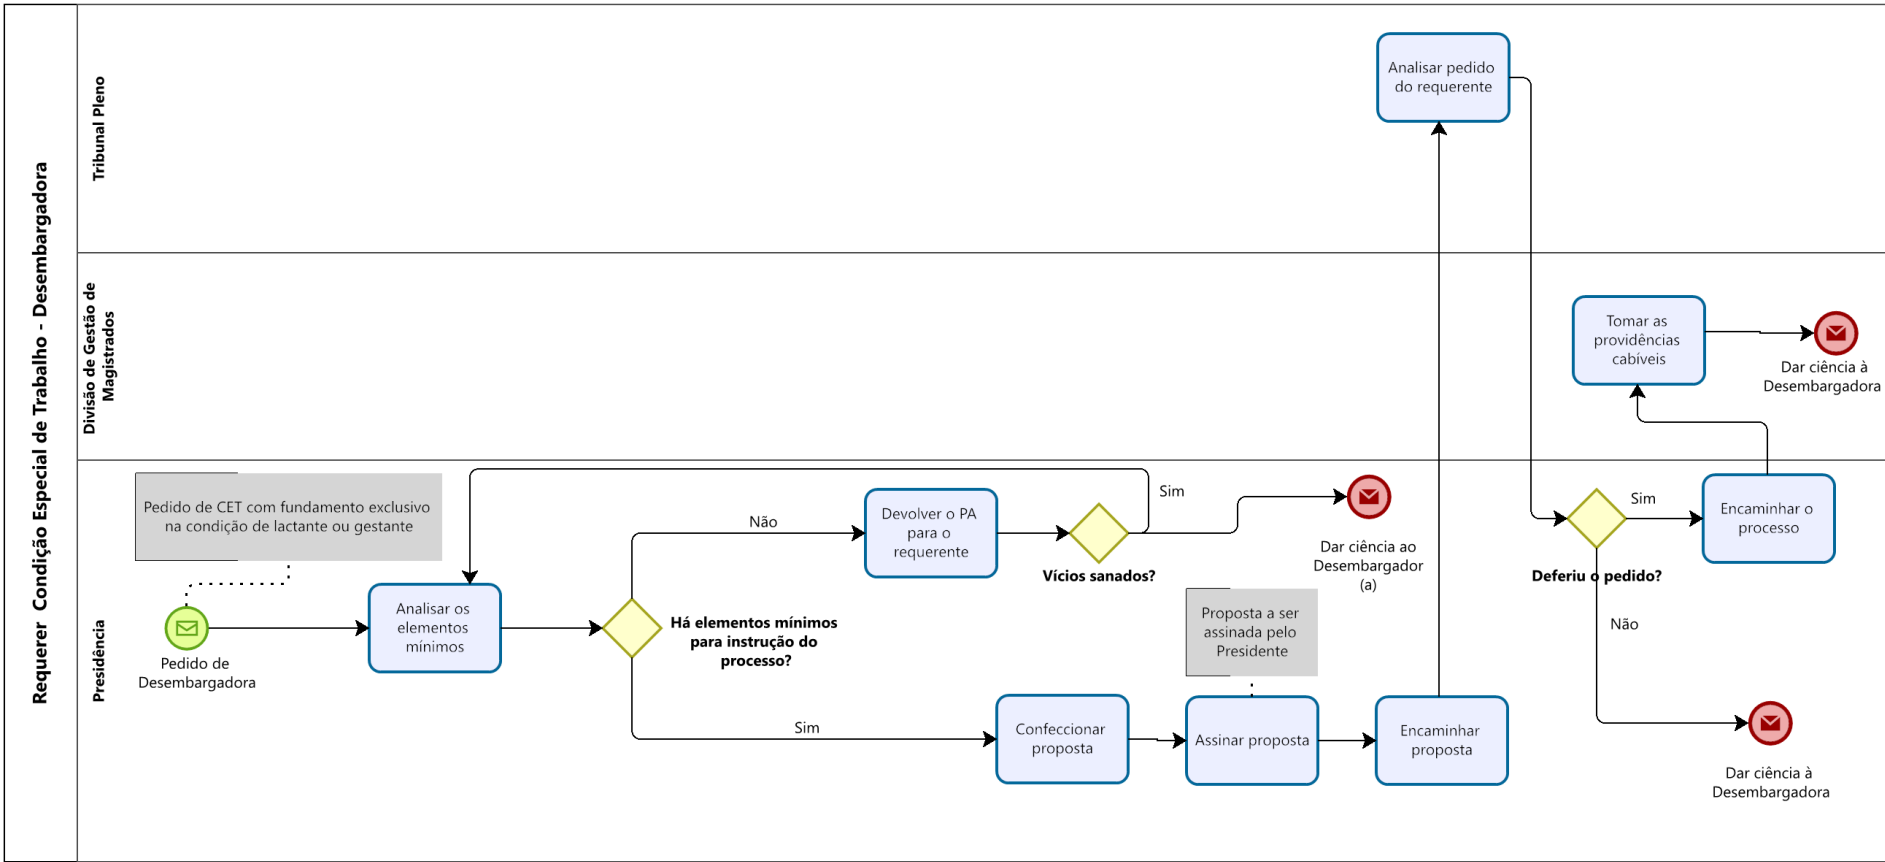 Requerer  Condição Especial de Trabalho - Desembargadora
Tribunal Pleno
Analisar pedido
do requerente
Divisão de Gestão de
Magistrados
Tomar as
providências
cabíveis
Dar ciência à
Desembargadora
Presidência
Pedido de CET com fundamento exclusivo
na condição de lactante ou gestante
Pedido de
Desembargadora
Analisar os
elementos
mínimos
Há elementos mínimos
para instrução do
processo?
Não
Devolver o PA
para o
requerente
Vícios sanados?
Sim
Dar ciência ao
Desembargador
(a)
Sim
Confeccionar
proposta
Proposta a ser
assinada pelo
Presidente
Assinar proposta
Encaminhar
proposta
Deferiu o pedido?
Sim
Encaminhar o
processo
Não
Dar ciência à
Desembargadora